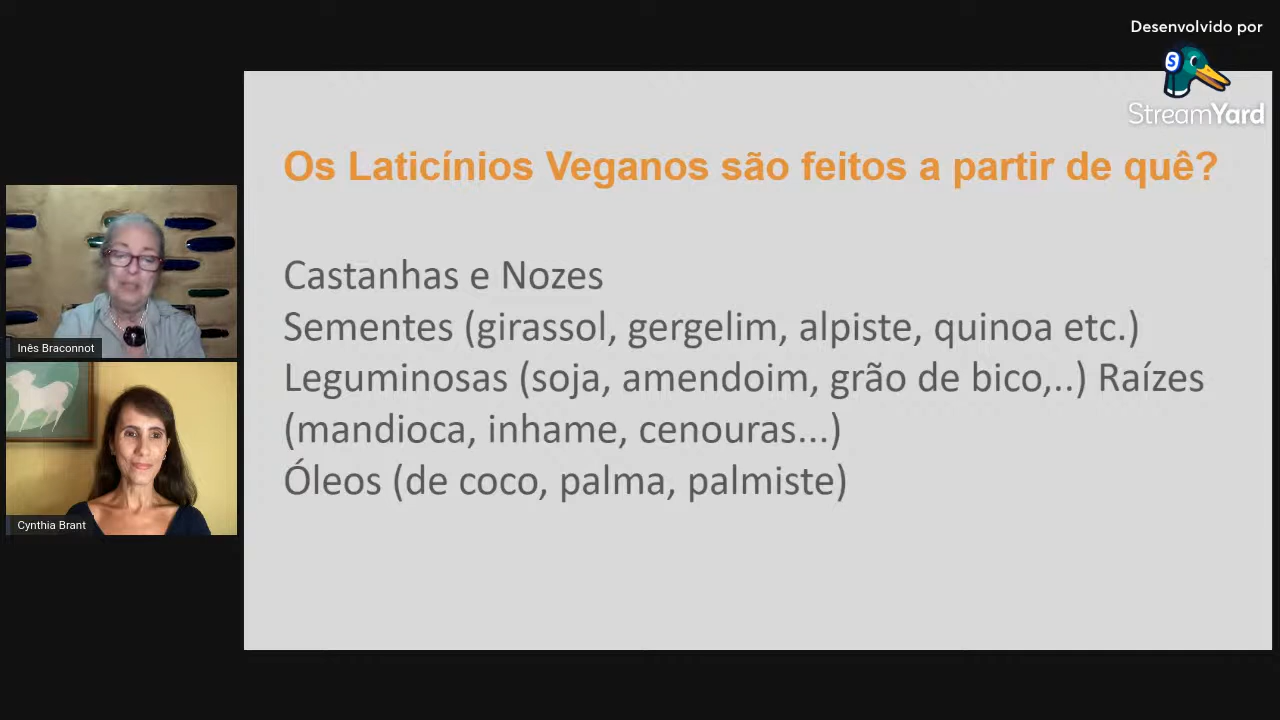 Desenvolvido por
StreamYard
Os Laticínios Veganos são feitos a partir de quê?
Castanhas e Nozes
Sementes (girassol, gergelim, alpiste, quinoa etc.)
Leguminosas (soja, amendoim, grão de bico,..) Raízes
(mandioca, inhame, cenouras...)
Óleos (de coco, palma, palmiste)
Inês Braconnot
Cynthia Brant